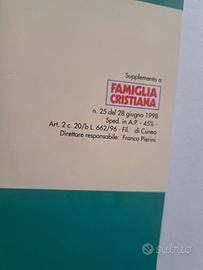 Supplemento a
FAMIGLIA
CRISTIANA
n. 25 del 28 giugno 1998
Sped. in A.P. - 45% -
Art. 2 c. 20/b L. 662/96 - Fil. di Cuneo
Direttore responsabile: Franco Pierini
subito